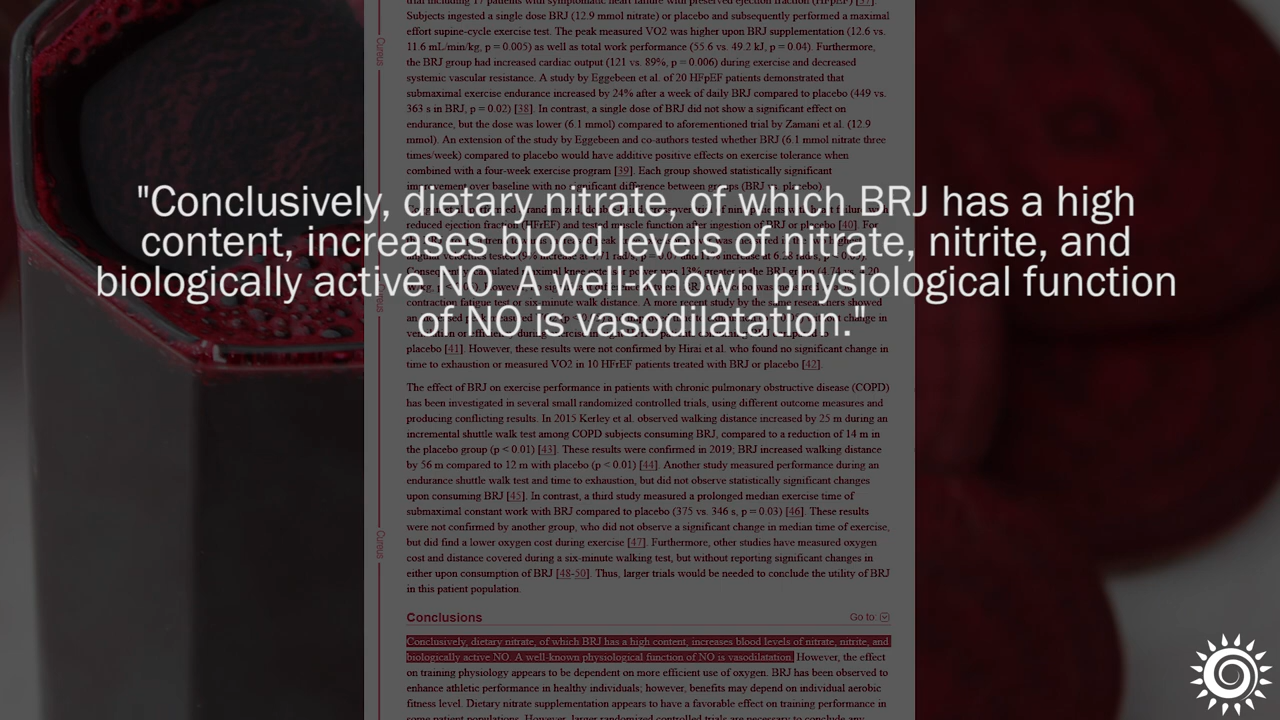 trial including 17 patients with symptomatic heart failure with preserved ejection fraction (HFpEF) [37].
Subjects ingested a single dose BRJ (12.9 mmol nitrate) or placebo and subsequently performed a maximal
effort supine-cycle exercise test. The peak measured VO2 was higher upon BRJ supplementation (12.6 vs.
11.6 mL/min/kg, p = 0.005) as well as total work performance (55.6 vs. 49.2 kJ, p = 0.04). Furthermore,
the BRJ group had increased cardiac output (121 vs. 89%, p = 0.006) during exercise and decreased
systemic vascular resistance. A study by Eggebeen et al. of 20 HFpEF patients demonstrated that
submaximal exercise endurance increased by 24% after a week of daily BRJ compared to placebo (449 vs.
363 s in BRJ, p = 0.02) [38]. In contrast, a single dose of BRJ did not show a significant effect on
endurance, but the dose was lower (6.1 mmol) compared to aforementioned trial by Zamani et al. (12.9
mmol). An extension of the study by Eggebeen and co-authors tested whether BRJ (6.1 mmol nitrate three
times/week) compared to placebo would have additive positive effects on exercise tolerance when
combined with a four-week exercise program [39]. Each group showed statistically significant
improvement over baseline with no significant difference between groups (BRJ vs. placebo).
"Conclusively, dietary nitrate, of which BRJ has a high
content, increases blood levels of nitrate, nitrite, and
biologically active NO. A well known physiological function
of NO is vasodilatation."
placebo [41]. However, these results were not confirmed by Hirai et al. who found no significant change in
time to exhaustion or measured VO2 in 10 HFrEF patients treated with BRJ or placebo [42].
The effect of BRJ on exercise performance in patients with chronic pulmonary obstructive disease (COPD)
has been investigated in several small randomized controlled trials, using different outcome measures and
producing conflicting results. In 2015 Kerley et al. observed walking distance increased by 25 m during an
incremental shuttle walk test among COPD subjects consuming BRJ, compared to a reduction of 14 m in
the placebo group (p < 0.01) [43]. These results were confirmed in 2019; BRJ increased walking distance
by 56 m compared to 12 m with placebo (p < 0.01) [44]. Another study measured performance during an
endurance shuttle walk test and time to exhaustion, but did not observe statistically significant changes
upon consuming BRJ [45]. In contrast, a third study measured a prolonged median exercise time of
submaximal constant work with BRJ compared to placebo (375 vs. 346 s, p = 0.03) [46]. These results
were not confirmed by another group, who did not observe a significant change in median time of exercise,
but did find a lower oxygen cost during exercise [47]. Furthermore, other studies have measured oxygen
cost and distance covered during a six-minute walking test, but without reporting significant changes in
either upon consumption of BRJ [48-50]. Thus, larger trials would be needed to conclude the utility of BRJ
in this patient population.
Conclusions Go to:
Conclusively, dietary nitrate, of which BRJ has a high content, increases blood levels of nitrate, nitrite, and
biologically active NO. A well-known physiological function of NO is vasodilatation. However, the effect
on training physiology appears to be dependent on more efficient use of oxygen. BRJ has been observed to
enhance athletic performance in healthy individuals; however, benefits may depend on individual aerobic
fitness level. Dietary nitrate supplementation appears to have a favorable effect on training performance in
some patient populations. However, larger randomized controlled trials are necessary to conclude any
Cureus
Cureus